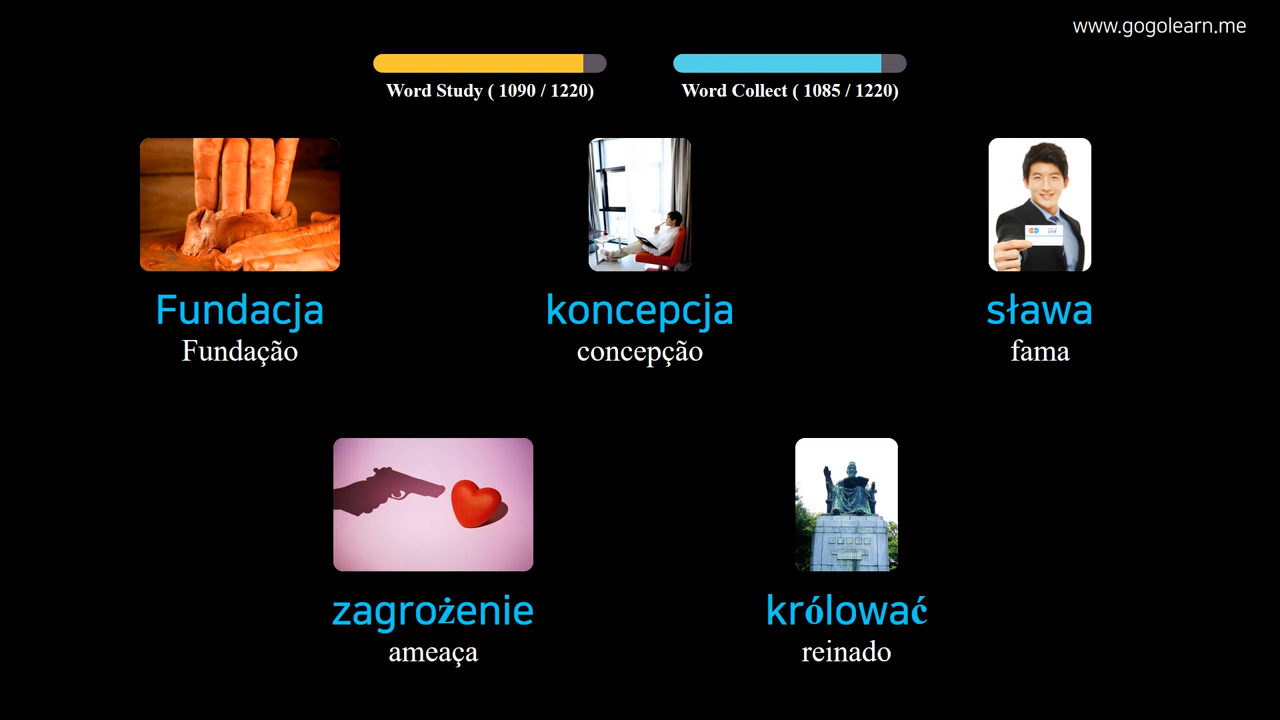 www.gogolearn.me
Word Study ( 1090 / 1220)
Word Collect ( 1085 / 1220)
Fundacja
Fundação
koncepcja
concepção
sława
fama
zagrożenie
ameaça
królować
reinado